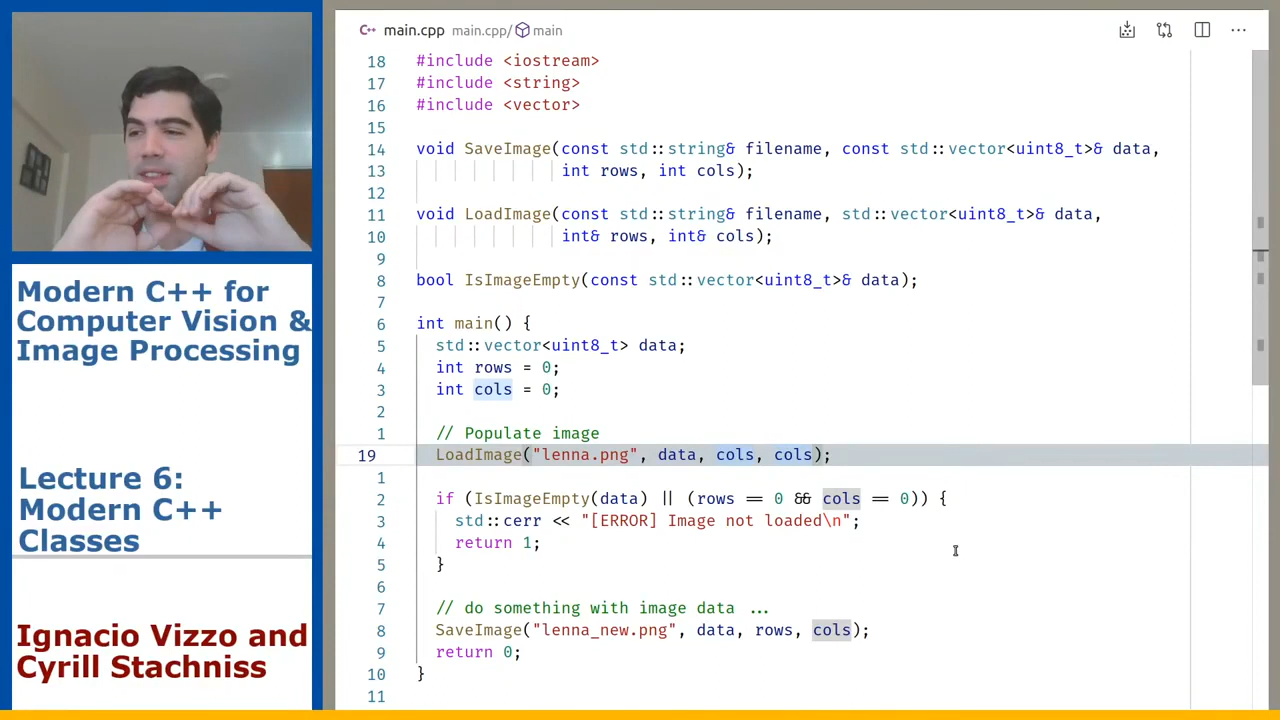 Modern C++ for
Computer Vision &
Image Processing
Lecture 6:
Modern C++
Classes
Ignacio Vizzo and
Cyrill Stachniss
main.cpp main.cpp/ main
18 #include <iostream>
17 #include <string>
16 #include <vector>
15
14 void SaveImage(const std::string& filename, const std::vector<uint8_t>& data,
13 int rows, int cols);
12
11 void LoadImage(const std::string& filename, std::vector<uint8_t>& data,
10 int& rows, int& cols);
9
8 bool IsImageEmpty(const std::vector<uint8_t>& data);
7
6 int main() {
5 std::vector<uint8_t> data;
4 int rows = 0;
3 int cols = 0;
2
1 // Populate image
19 LoadImage("lenna.png", data, cols, cols);
1
2 if (IsImageEmpty(data) || (rows == 0 && cols == 0)) {
3 std::cerr << "[ERROR] Image not loaded\n";
4 return 1;
5 }
6
7 // do something with image data ...
8 SaveImage("lenna_new.png", data, rows, cols);
9 return 0;
10 }
11